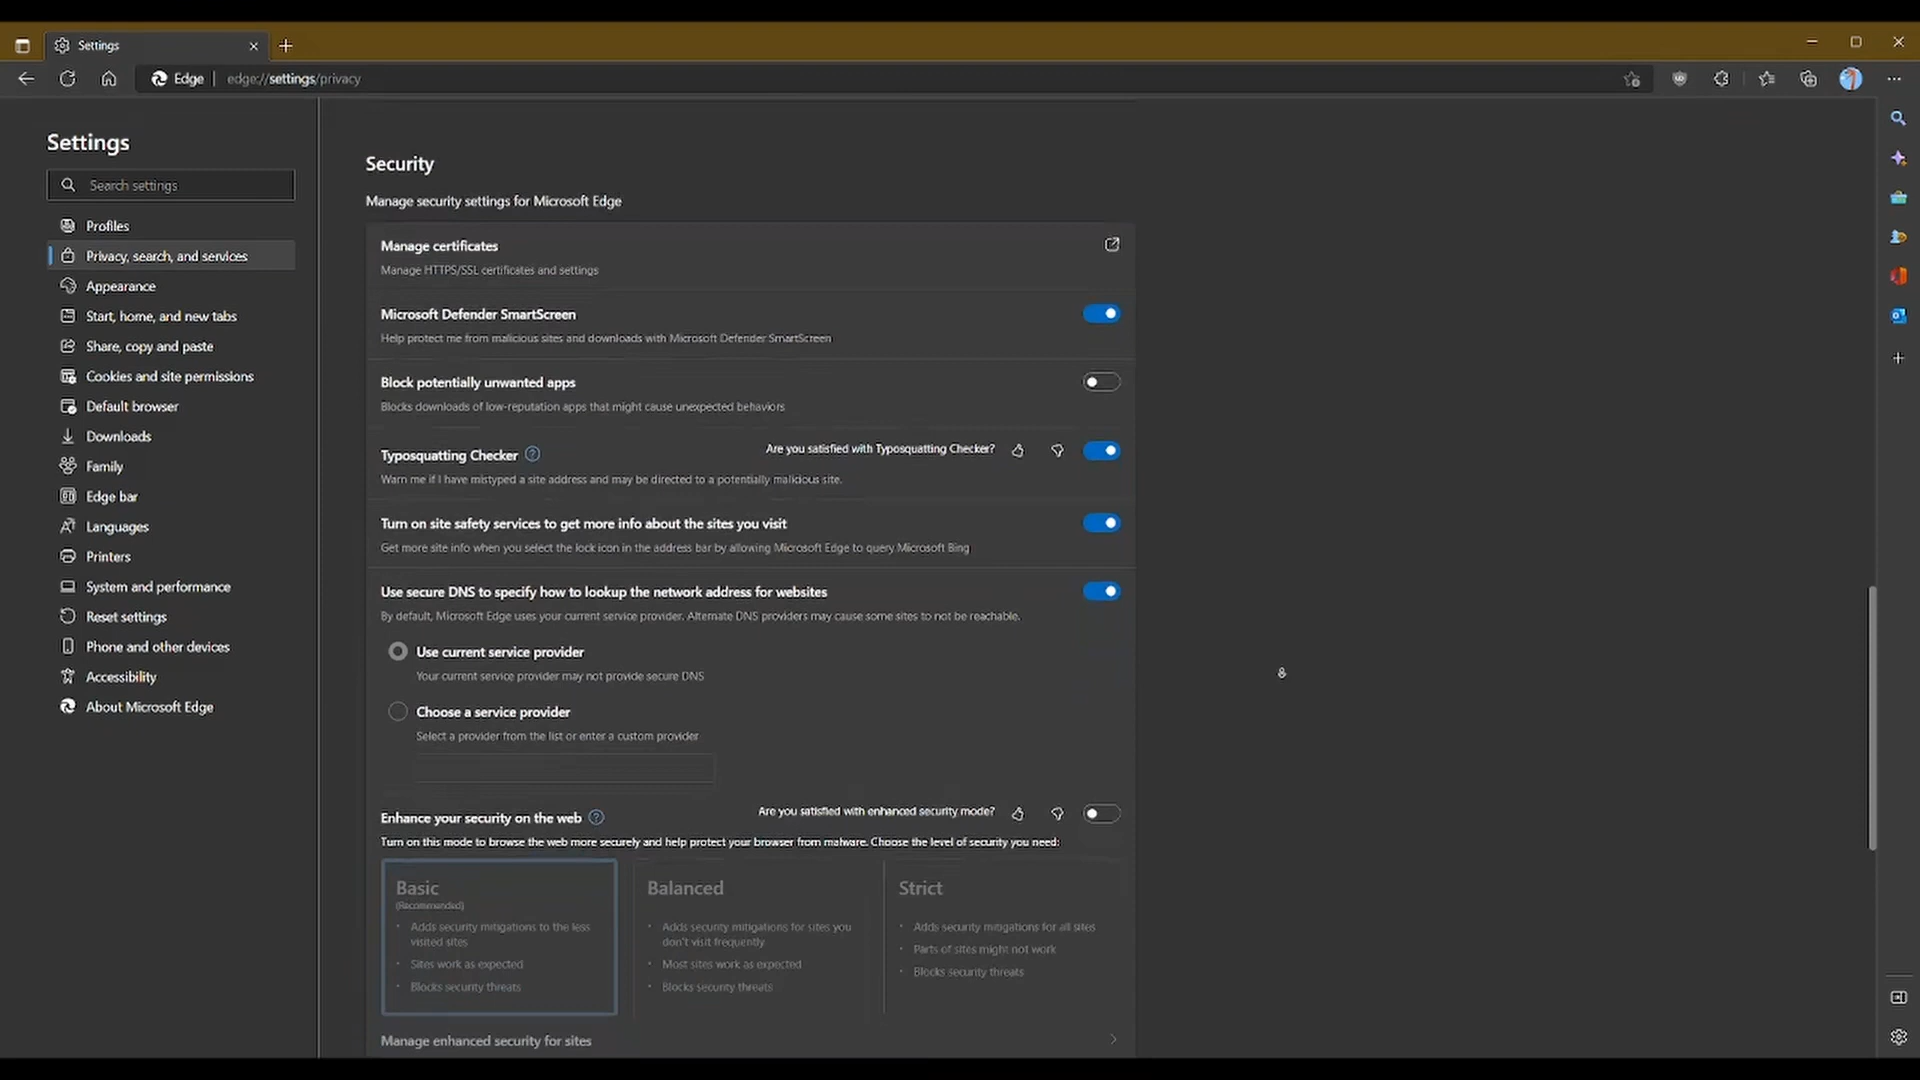 Settings
Edge
edge://settings/privacy
Settings
Search settings
Profiles
Privacy, search, and services
Appearance
Start, home, and new tabs
Share, copy and paste
Cookies and site permissions
Default browser
Downloads
Family
Edge bar
Languages
Printers
System and performance
Reset settings
Phone and other devices
Accessibility
About Microsoft Edge
Security
Manage security settings for Microsoft Edge
Manage certificates
Manage HTTPS/SSL certificates and settings
Microsoft Defender SmartScreen
Help protect me from malicious sites and downloads with Microsoft Defender SmartScreen
Block potentially unwanted apps
Blocks downloads of low-reputation apps that might cause unexpected behaviors
Typosquatting Checker
Are you satisfied with Typosquatting Checker?
Warn me if I have mistyped a site address and may be directed to a potentially malicious site.
Turn on site safety services to get more info about the sites you visit
Get more site info when you select the lock icon in the address bar by allowing Microsoft Edge to query Microsoft Bing
Use secure DNS to specify how to lookup the network address for websites
By default, Microsoft Edge uses your current service provider. Alternate DNS providers may cause some sites to not be reachable.
Use current service provider
Your current service provider may not provide secure DNS
Choose a service provider
Select a provider from the list or enter a custom provider
Enhance your security on the web
Are you satisfied with enhanced security mode?
Turn on this mode to browse the web more securely and help protect your browser from malware. Choose the level of security you need:
Basic
(Recommended)
• Adds security mitigations to the less
visited sites
• Sites work as expected
• Blocks security threats
Balanced
• Adds security mitigations for sites you
don't visit frequently
• Most sites work as expected
• Blocks security threats
Strict
• Adds security mitigations for all sites
• Parts of sites might not work
• Blocks security threats
Manage enhanced security for sites